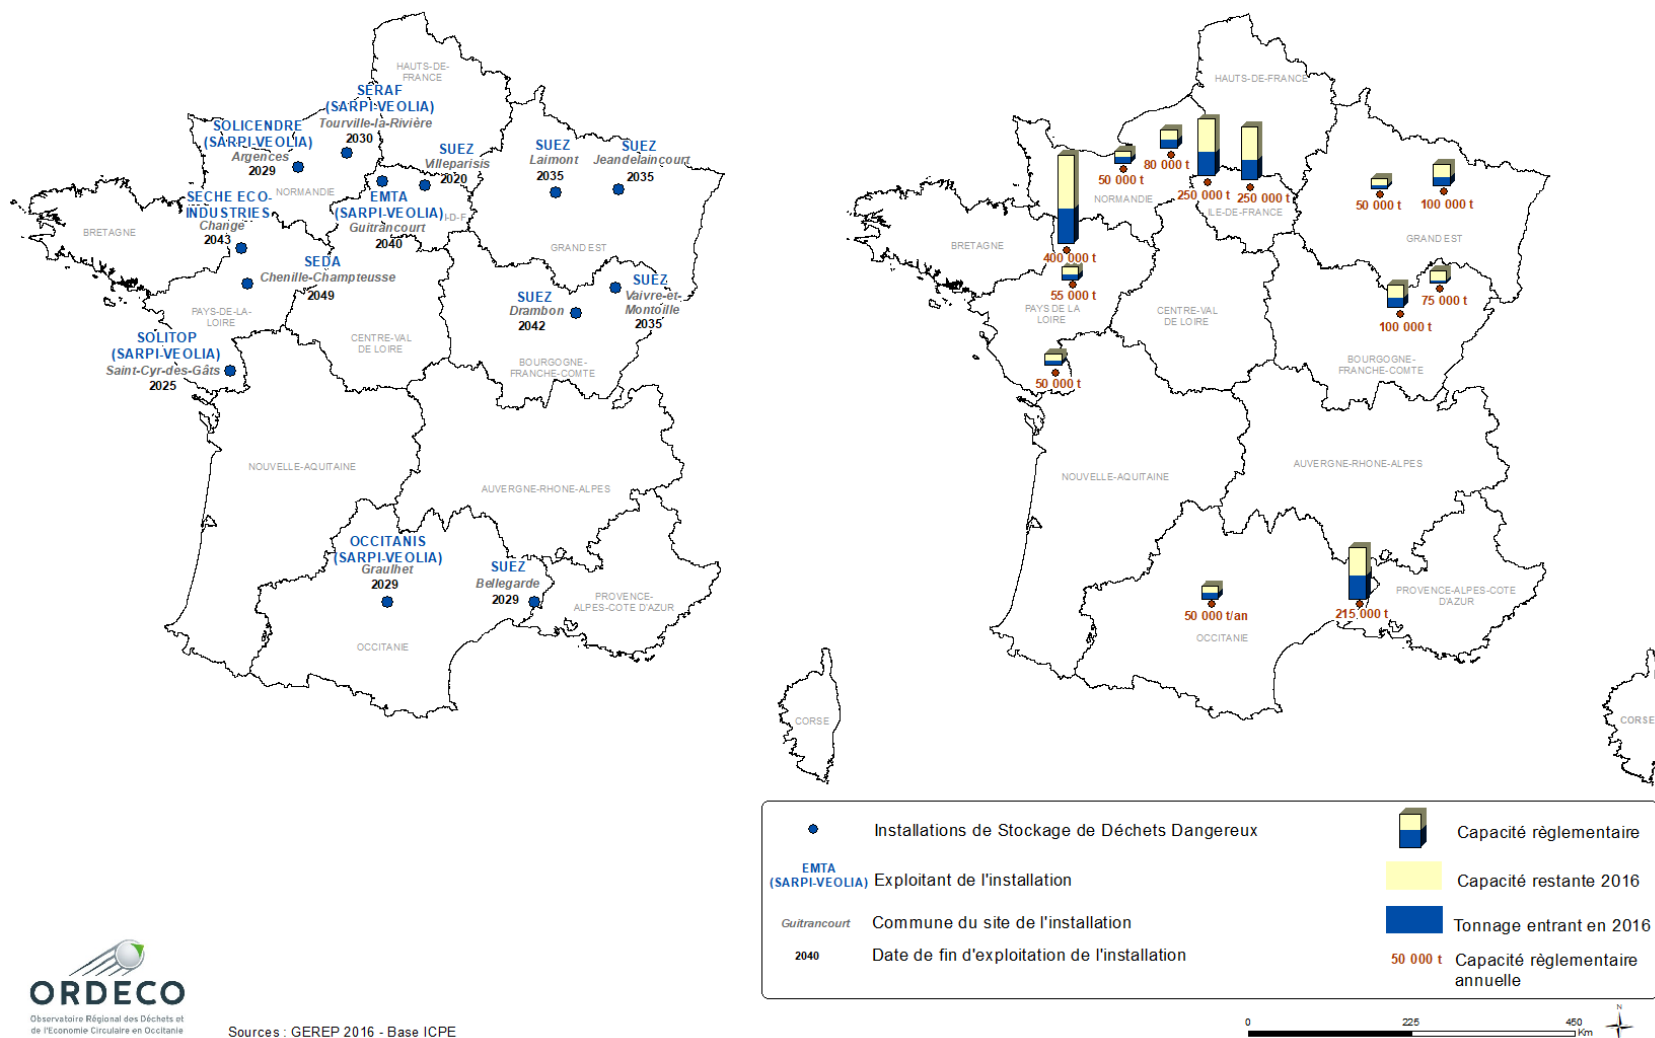 HAUTS-DE-
FRANCE
SERAF
(SARPI-VEOLIA)
Tourville-la-Rivière
2030
SOLICENDRE
(SARPI-VEOLIA)
Argences
2029
SUEZ
Villeparisis
2020
SUEZ
Laimont
2035
SUEZ
Jeandelaincourt
2035
NORMANDIE
SECHE ECO-
INDUSTRIES
Changé
2043
EMTA
(SARPI-VEOLIA)
Guitrancourt
2040
I-D-F
BRETAGNE
GRAND EST
SEDA
Chenille-Champteusse
2049
SUEZ
Drambon
2042
SUEZ
Vaivre-et-
Montoille
2035
PAYS-DE-LA-
LOIRE
CENTRE-VAL
DE LOIRE
SOLITOP
(SARPI-VEOLIA)
Saint-Cyr-des-Gâts
2025
BOURGOGNE-
FRANCHE-COMTE
NOUVELLE-AQUITAINE
AUVERGNE-RHONE-ALPES
OCCITANIS
(SARPI-VEOLIA)
Graulhet
2029
SUEZ
Bellegarde
2029
PROVENCE-
ALPES-COTE D'AZUR
OCCITANIE
CORSE
HAUTS-DE-FRANCE
80 000 t
50 000 t
250 000 t
250 000 t
NORMANDIE
ILE-DE-FRANCE
50 000 t
100 000 t
BRETAGNE
GRAND EST
400 000 t
55 000 t
PAYS DE LA
LOIRE
CENTRE-VAL
DE LOIRE
75 000 t
100 000 t
BOURGOGNE-
FRANCHE-COMTE
50 000 t
NOUVELLE-AQUITAINE
AUVERGNE-RHONE-ALPES
PROVENCE-ALPES-COTE
D'AZUR
50 000 t/an
215 000 t
OCCITANIE
CORSE
Installations de Stockage de Déchets Dangereux
EMTA
(SARPI-VEOLIA)
Exploitant de l'installation
Guitrancourt
Commune du site de l'installation
2040
Date de fin d'exploitation de l'installation
Capacité règlementaire
Capacité restante 2016
Tonnage entrant en 2016
50 000 t
Capacité règlementaire
annuelle
ORDECO
Observatoire Régional des Déchets et
de l'Economie Circulaire en Occitanie
Sources : GEREP 2016 - Base ICPE
0
225
450
Km
N